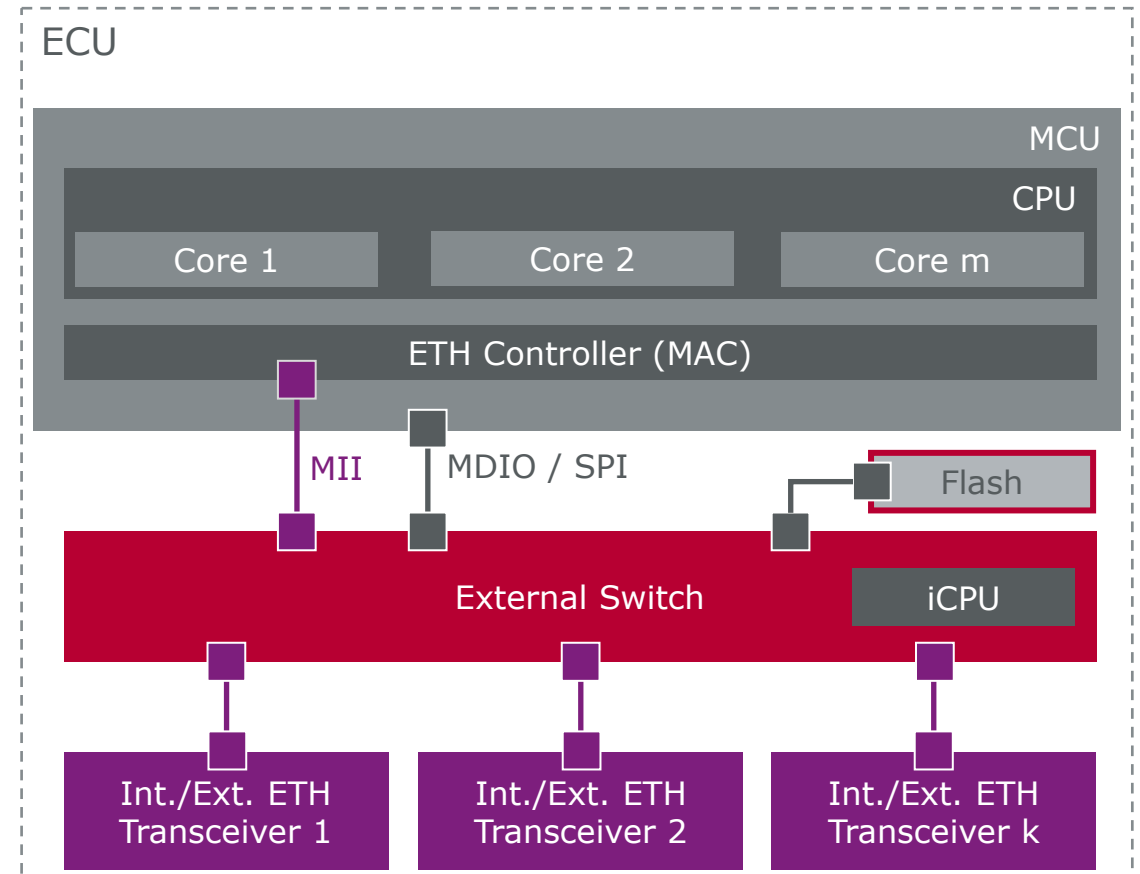 ECU
MCU
CPU
Core 1
Core 2
Core m
ETH Controller (MAC)
MII
MDIO / SPI
Flash
External Switch
iCPU
Int./Ext. ETH
Transceiver 1
Int./Ext. ETH
Transceiver 2
Int./Ext. ETH
Transceiver k